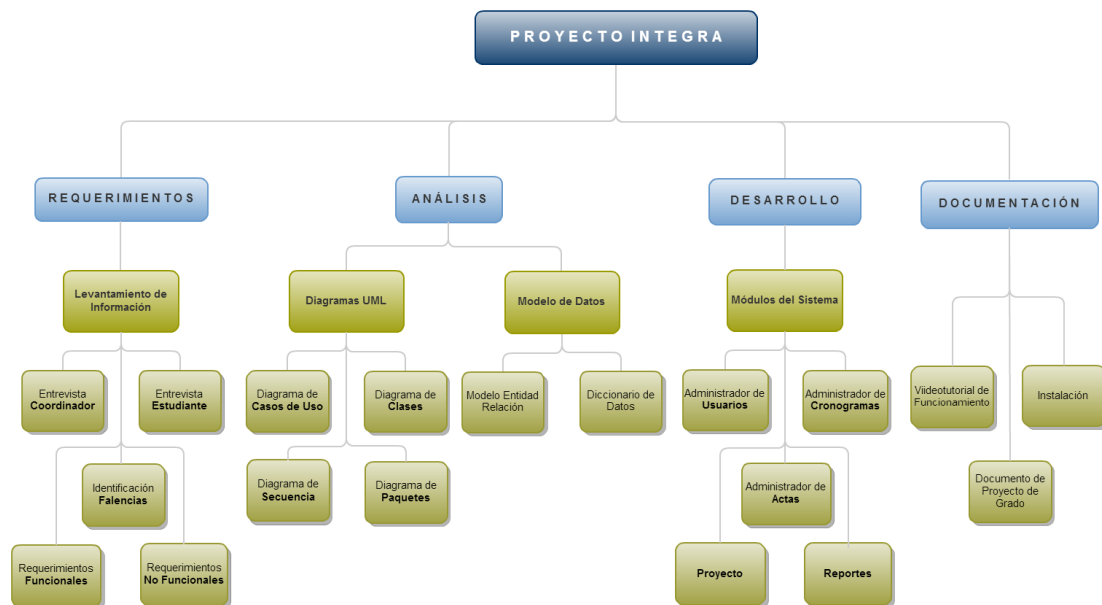 PROYECTO INTEGRA
REQUERIMIENTOS
ANÁLISIS
DESARROLLO
DOCUMENTACIÓN
Levantamiento de
Información
Diagramas UML
Modelo de Datos
Módulos del Sistema
Entrevista
Coordinador
Entrevista
Estudiante
Diagrama de
Casos de Uso
Diagrama de
Clases
Modelo Entidad
Relación
Diccionario de
Datos
Administrador de
Usuarios
Administrador de
Cronogramas
Viideotutorial de
Funcionamiento
Instalación
Identificación
Falencias
Diagrama de
Secuencia
Diagrama de
Paquetes
Administrador de
Actas
Documento de
Proyecto de
Grado
Requerimientos
Funcionales
Requerimientos
No Funcionales
Proyecto
Reportes